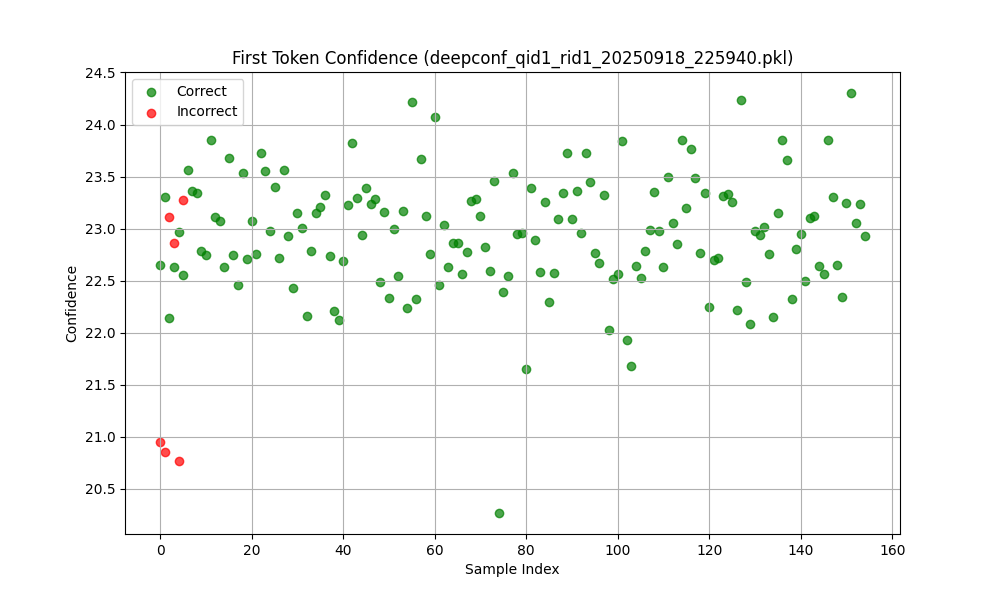 First Token Confidence (deepconf_qid1_rid1_20250918_225940.pkl)
Correct
Incorrect
Confidence
24.5
24.0
23.5
23.0
22.5
22.0
21.5
21.0
20.5
0 20 40 60 80 100 120 140 160
Sample Index